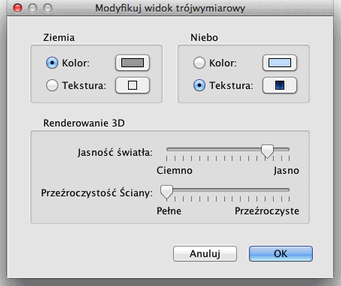 Modyfikuj widok trójwymiarowy
Ziemia
Kolor:
Tekstura:
Niebo
Kolor:
Tekstura:
Renderowanie 3D
Jasność światła:
Ciemno Jasno
Przeźroczystość Ściany:
Pełne Przeźroczyste
Anuluj OK